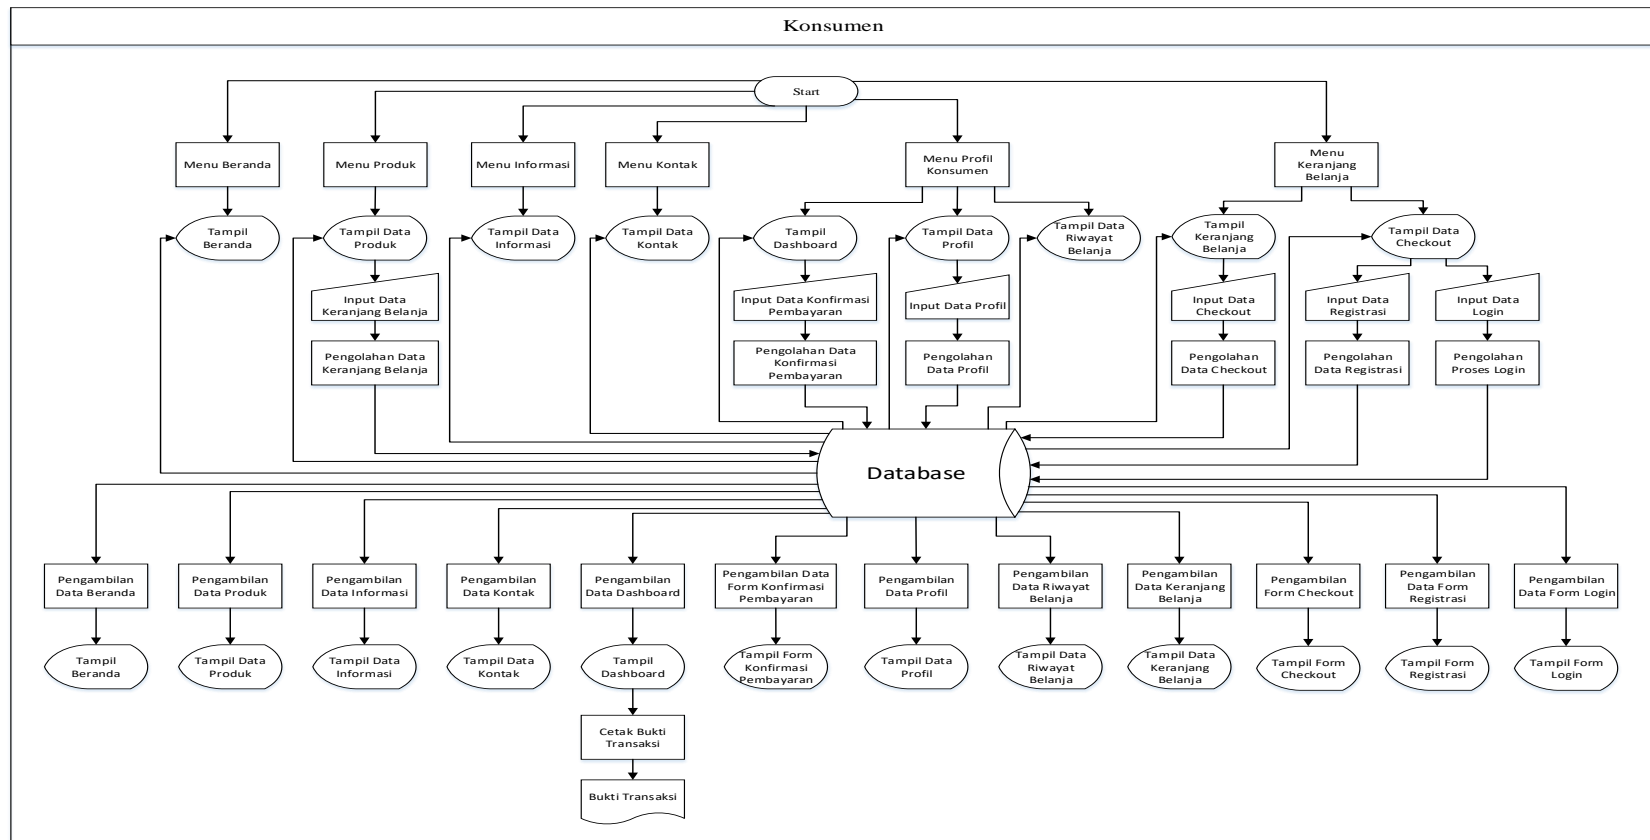 Konsumen
Start
Menu Beranda
Menu Produk
Menu Informasi
Menu Kontak
Menu Profil
Konsumen
Menu
Keranjang
Belanja
Tampil
Beranda
Tampil Data
Produk
Tampil Data
Informasi
Tampil Data
Kontak
Tampil
Dashboard
Tampil Data
Profil
Tampil Data
Riwayat
Belanja
Tampil
Keranjang
Belanja
Tampil Data
Checkout
Input Data
Keranjang Belanja
Input Data Konfirmasi
Pembayaran
Input Data Profil
Input Data
Checkout
Input Data
Registrasi
Input Data
Login
Pengolahan Data
Keranjang Belanja
Pengolahan Data
Konfirmasi
Pembayaran
Pengolahan
Data Profil
Pengolahan
Data Checkout
Pengolahan
Data Registrasi
Pengolahan
Proses Login
Database
Pengambilan
Data Beranda
Pengambilan
Data Produk
Pengambilan
Data Informasi
Pengambilan
Data Kontak
Pengambilan
Data Dashboard
Pengambilan Data
Form Konfirmasi
Pembayaran
Pengambilan
Data Profil
Pengambilan
Data Riwayat
Belanja
Pengambilan
Data Keranjang
Belanja
Pengambilan
Form Checkout
Pengambilan
Data Form
Registrasi
Pengambilan
Data Form Login
Tampil
Beranda
Tampil Data
Produk
Tampil Data
Informasi
Tampil Data
Kontak
Tampil
Dashboard
Tampil Form
Konfirmasi
Pembayaran
Tampil Data
Profil
Tampil Data
Riwayat
Belanja
Tampil Data
Keranjang
Belanja
Tampil Form
Checkout
Tampil Form
Registrasi
Tampil Form
Login
Cetak Bukti
Transaksi
Bukti Transaksi